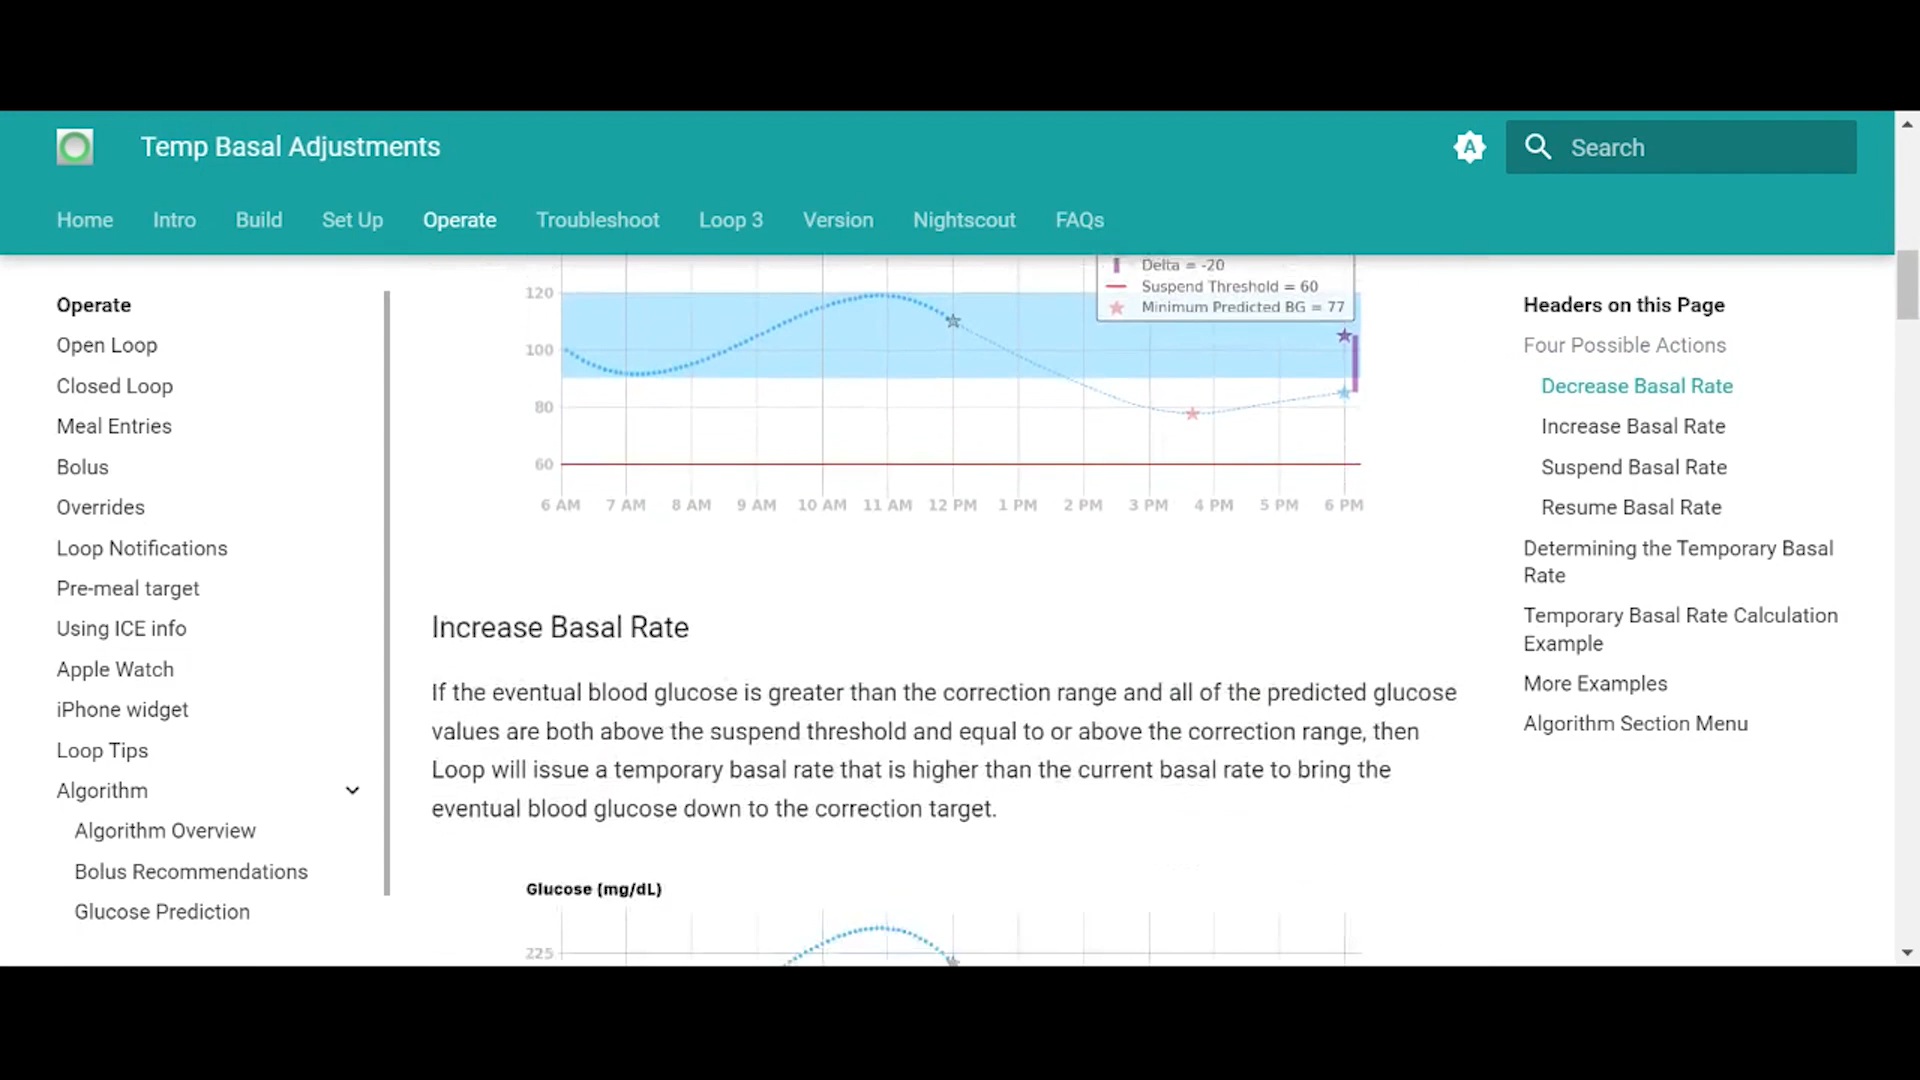 Temp Basal Adjustments
A
Search
Home Intro Build Set Up Operate Troubleshoot Loop 3 Version Nightscout FAQs
Operate
Open Loop
Closed Loop
Meal Entries
Bolus
Overrides
Loop Notifications
Pre-meal target
Using ICE info
Apple Watch
iPhone widget
Loop Tips
Algorithm
Algorithm Overview
Bolus Recommendations
Glucose Prediction
Delta = -20
Suspend Threshold = 60
Minimum Predicted BG = 77
120
100
80
60
6 AM 7 AM 8 AM 9 AM 10 AM 11 AM 12 PM 1 PM 2 PM 3 PM 4 PM 5 PM 6 PM
Increase Basal Rate
If the eventual blood glucose is greater than the correction range and all of the predicted glucose
values are both above the suspend threshold and equal to or above the correction range, then
Loop will issue a temporary basal rate that is higher than the current basal rate to bring the
eventual blood glucose down to the correction target.
Glucose (mg/dL)
225
Headers on this Page
Four Possible Actions
Decrease Basal Rate
Increase Basal Rate
Suspend Basal Rate
Resume Basal Rate
Determining the Temporary Basal
Rate
Temporary Basal Rate Calculation
Example
More Examples
Algorithm Section Menu